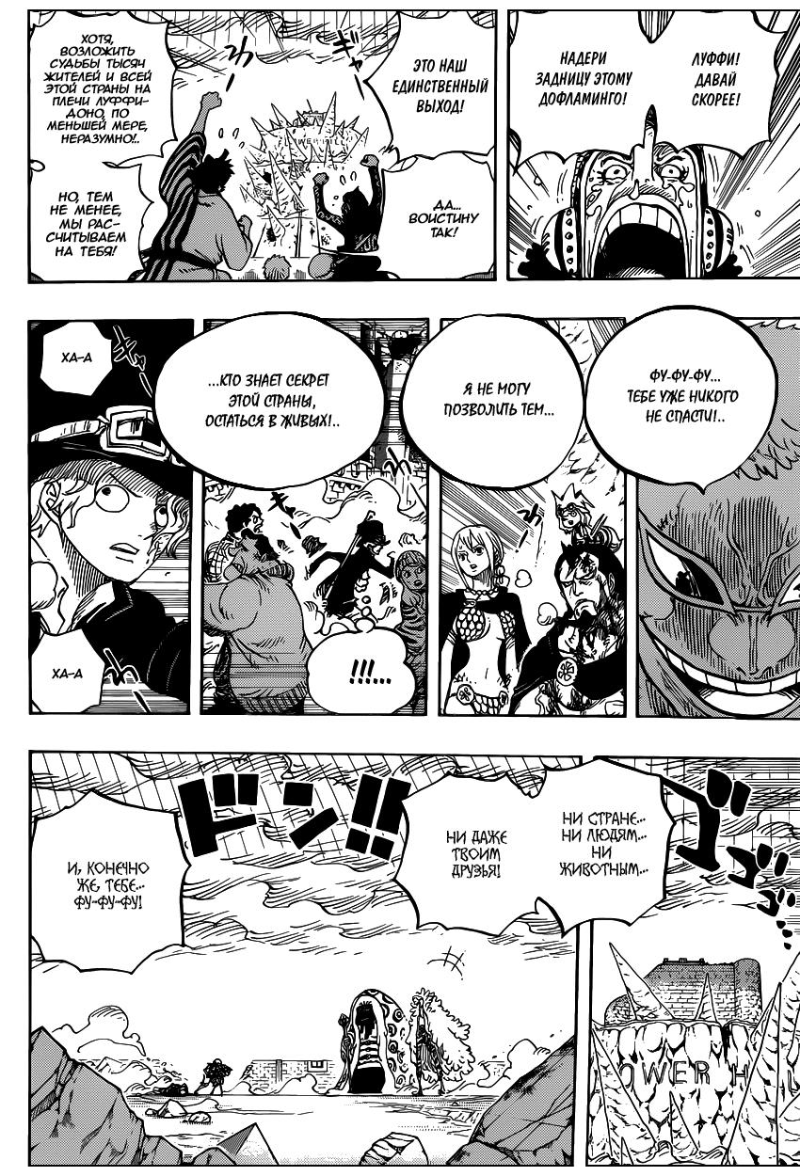 ЛУФФИ!
ДАВАЙ
СКОРЕЕ!
НАДЕРИ
ЗАДНИЦУ ЭТОМУ
ДОФЛАМИНГО!
ЭТО НАШ
ЕДИНСТВЕННЫЙ
ВЫХОД!
ДА...
ВОИСТИНУ
ТАК!
ХОТЯ,
ВОЗЛОЖИТЬ
СУДЬБЫ ТЫСЯЧ
ЖИТЕЛЕЙ И ВСЕЙ
ЭТОЙ СТРАНЫ НА
ПЛЕЧИ ЛУФФИ-
ДОНО, ПО
МЕНЬШЕЙ МЕРЕ,
НЕРАЗУМНО!..
НО, ТЕМ
НЕ МЕНЕЕ,
МЫ РАС-
СЧИТЫВАЕМ
НА ТЕБЯ!
ФУ-ФУ-ФУ...
ТЕБЕ УЖЕ НИКОГО
НЕ СПАСТИ!..
Я НЕ МОГУ
ПОЗВОЛИТЬ ТЕМ...
...КТО ЗНАЕТ СЕКРЕТ
ЭТОЙ СТРАНЫ,
ОСТАТЬСЯ В ЖИВЫХ!..
!!!...
ХА-А
ХА-А
НИ СТРАНЕ...
НИ ЛЮДЯМ...
НИ
ЖИВОТНЫМ...
НИ ДАЖЕ
ТВОИМ
ДРУЗЬЯ!
ゴゴゴ
OWER H
ドン!!
И, КОНЕЧНО
ЖЕ, ТЕБЕ...
ФУ-ФУ-ФУ!